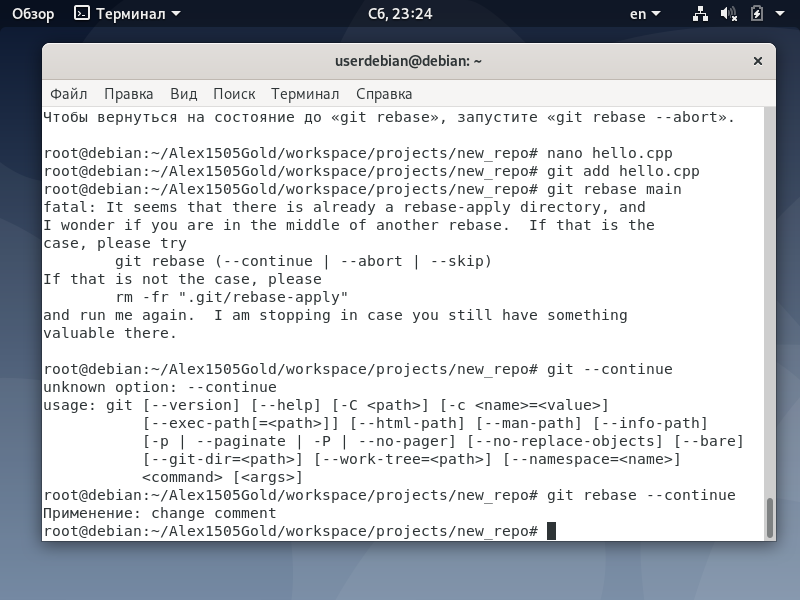 Обзор Терминал Сб, 23:24 en
userdebian@debian: ~ ×
Файл Правка Вид Поиск Терминал Справка
Чтобы вернуться на состояние до «git rebase», запустите «git rebase --abort».
root@debian:~/Alex1505Gold/workspace/projects/new_repo# nano hello.cpp
root@debian:~/Alex1505Gold/workspace/projects/new_repo# git add hello.cpp
root@debian:~/Alex1505Gold/workspace/projects/new_repo# git rebase main
fatal: It seems that there is already a rebase-apply directory, and
I wonder if you are in the middle of another rebase.  If that is the
case, please try
        git rebase (--continue | --abort | --skip)
If that is not the case, please
        rm -fr ".git/rebase-apply"
and run me again.  I am stopping in case you still have something
valuable there.
root@debian:~/Alex1505Gold/workspace/projects/new_repo# git --continue
unknown option: --continue
usage: git [--version] [--help] [-C <path>] [-c <name>=<value>]
           [--exec-path[=<path>]] [--html-path] [--man-path] [--info-path]
           [-p | --paginate | -P | --no-pager] [--no-replace-objects] [--bare]
           [--git-dir=<path>] [--work-tree=<path>] [--namespace=<name>]
           <command> [<args>]
root@debian:~/Alex1505Gold/workspace/projects/new_repo# git rebase --continue
Применение: change comment
root@debian:~/Alex1505Gold/workspace/projects/new_repo#